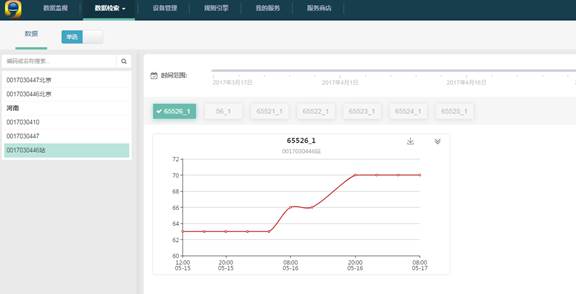 数据监视 数据检索 设备管理 规则引擎 我的服务 服务商店
数据 单选
编码或名称搜索...
0017030447北京
0017030446北京
河南
0017030410
0017030447
0017030446站
时间范围:
2017年3月17日 2017年4月1日 2017年4月16日
65526_1 96_1 65521_1 65522_1 65523_1 65524_1 65525_1
65526_1
0017030446站
72
70
68
66
64
62
60
12:00 20:00 08:00 20:00 08:00
05-15 05-15 05-16 05-16 05-17